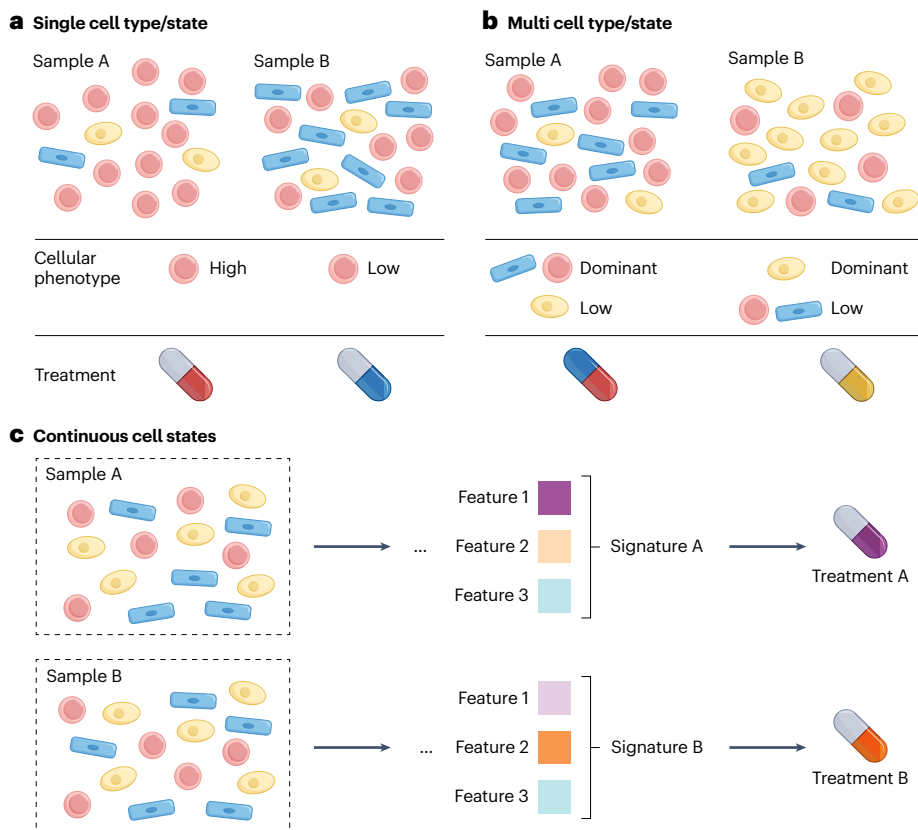 a Single cell type/state
Sample A
Sample B
Cellular
phenotype
High
Low
Treatment
b Multi cell type/state
Sample A
Sample B
Dominant
Low
Dominant
Low
c Continuous cell states
Sample A
...
Feature 1
Feature 2
Feature 3
Signature A
Treatment A
Sample B
...
Feature 1
Feature 2
Feature 3
Signature B
Treatment B